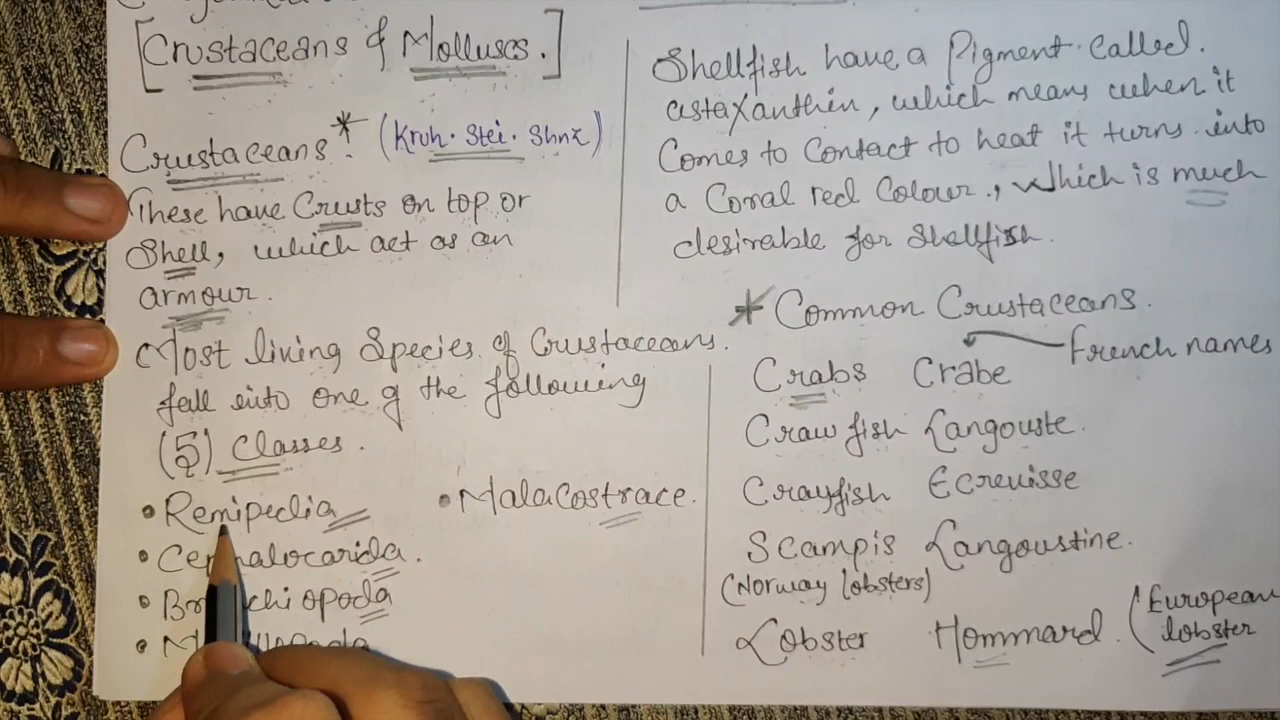 [Crustaceans & Molluscs.]
Crustaceans * (Kruh.Stei.Shnz)
These have Crusts on top or
Shell, which act as an
armour.
Most living Species of Crustaceans.
fall into one of the following
(5) Classes.
• Remipedia
• Malacostrace.
• Cephalocarida.
• Branchiopoda
Shellfish have a Pigment called.
astaxanthin, which means when it
Comes to Contact to heat it turns into
a Coral red Colour., which is much
desirable for Shellfish.
* Common Crustaceans.
French names
Crabs Crabe
Craw fish Langouste.
Crayfish Ecrevisse
Scampis Langoustine.
(Norway lobsters)
Lobster Hommard. (European
lobster